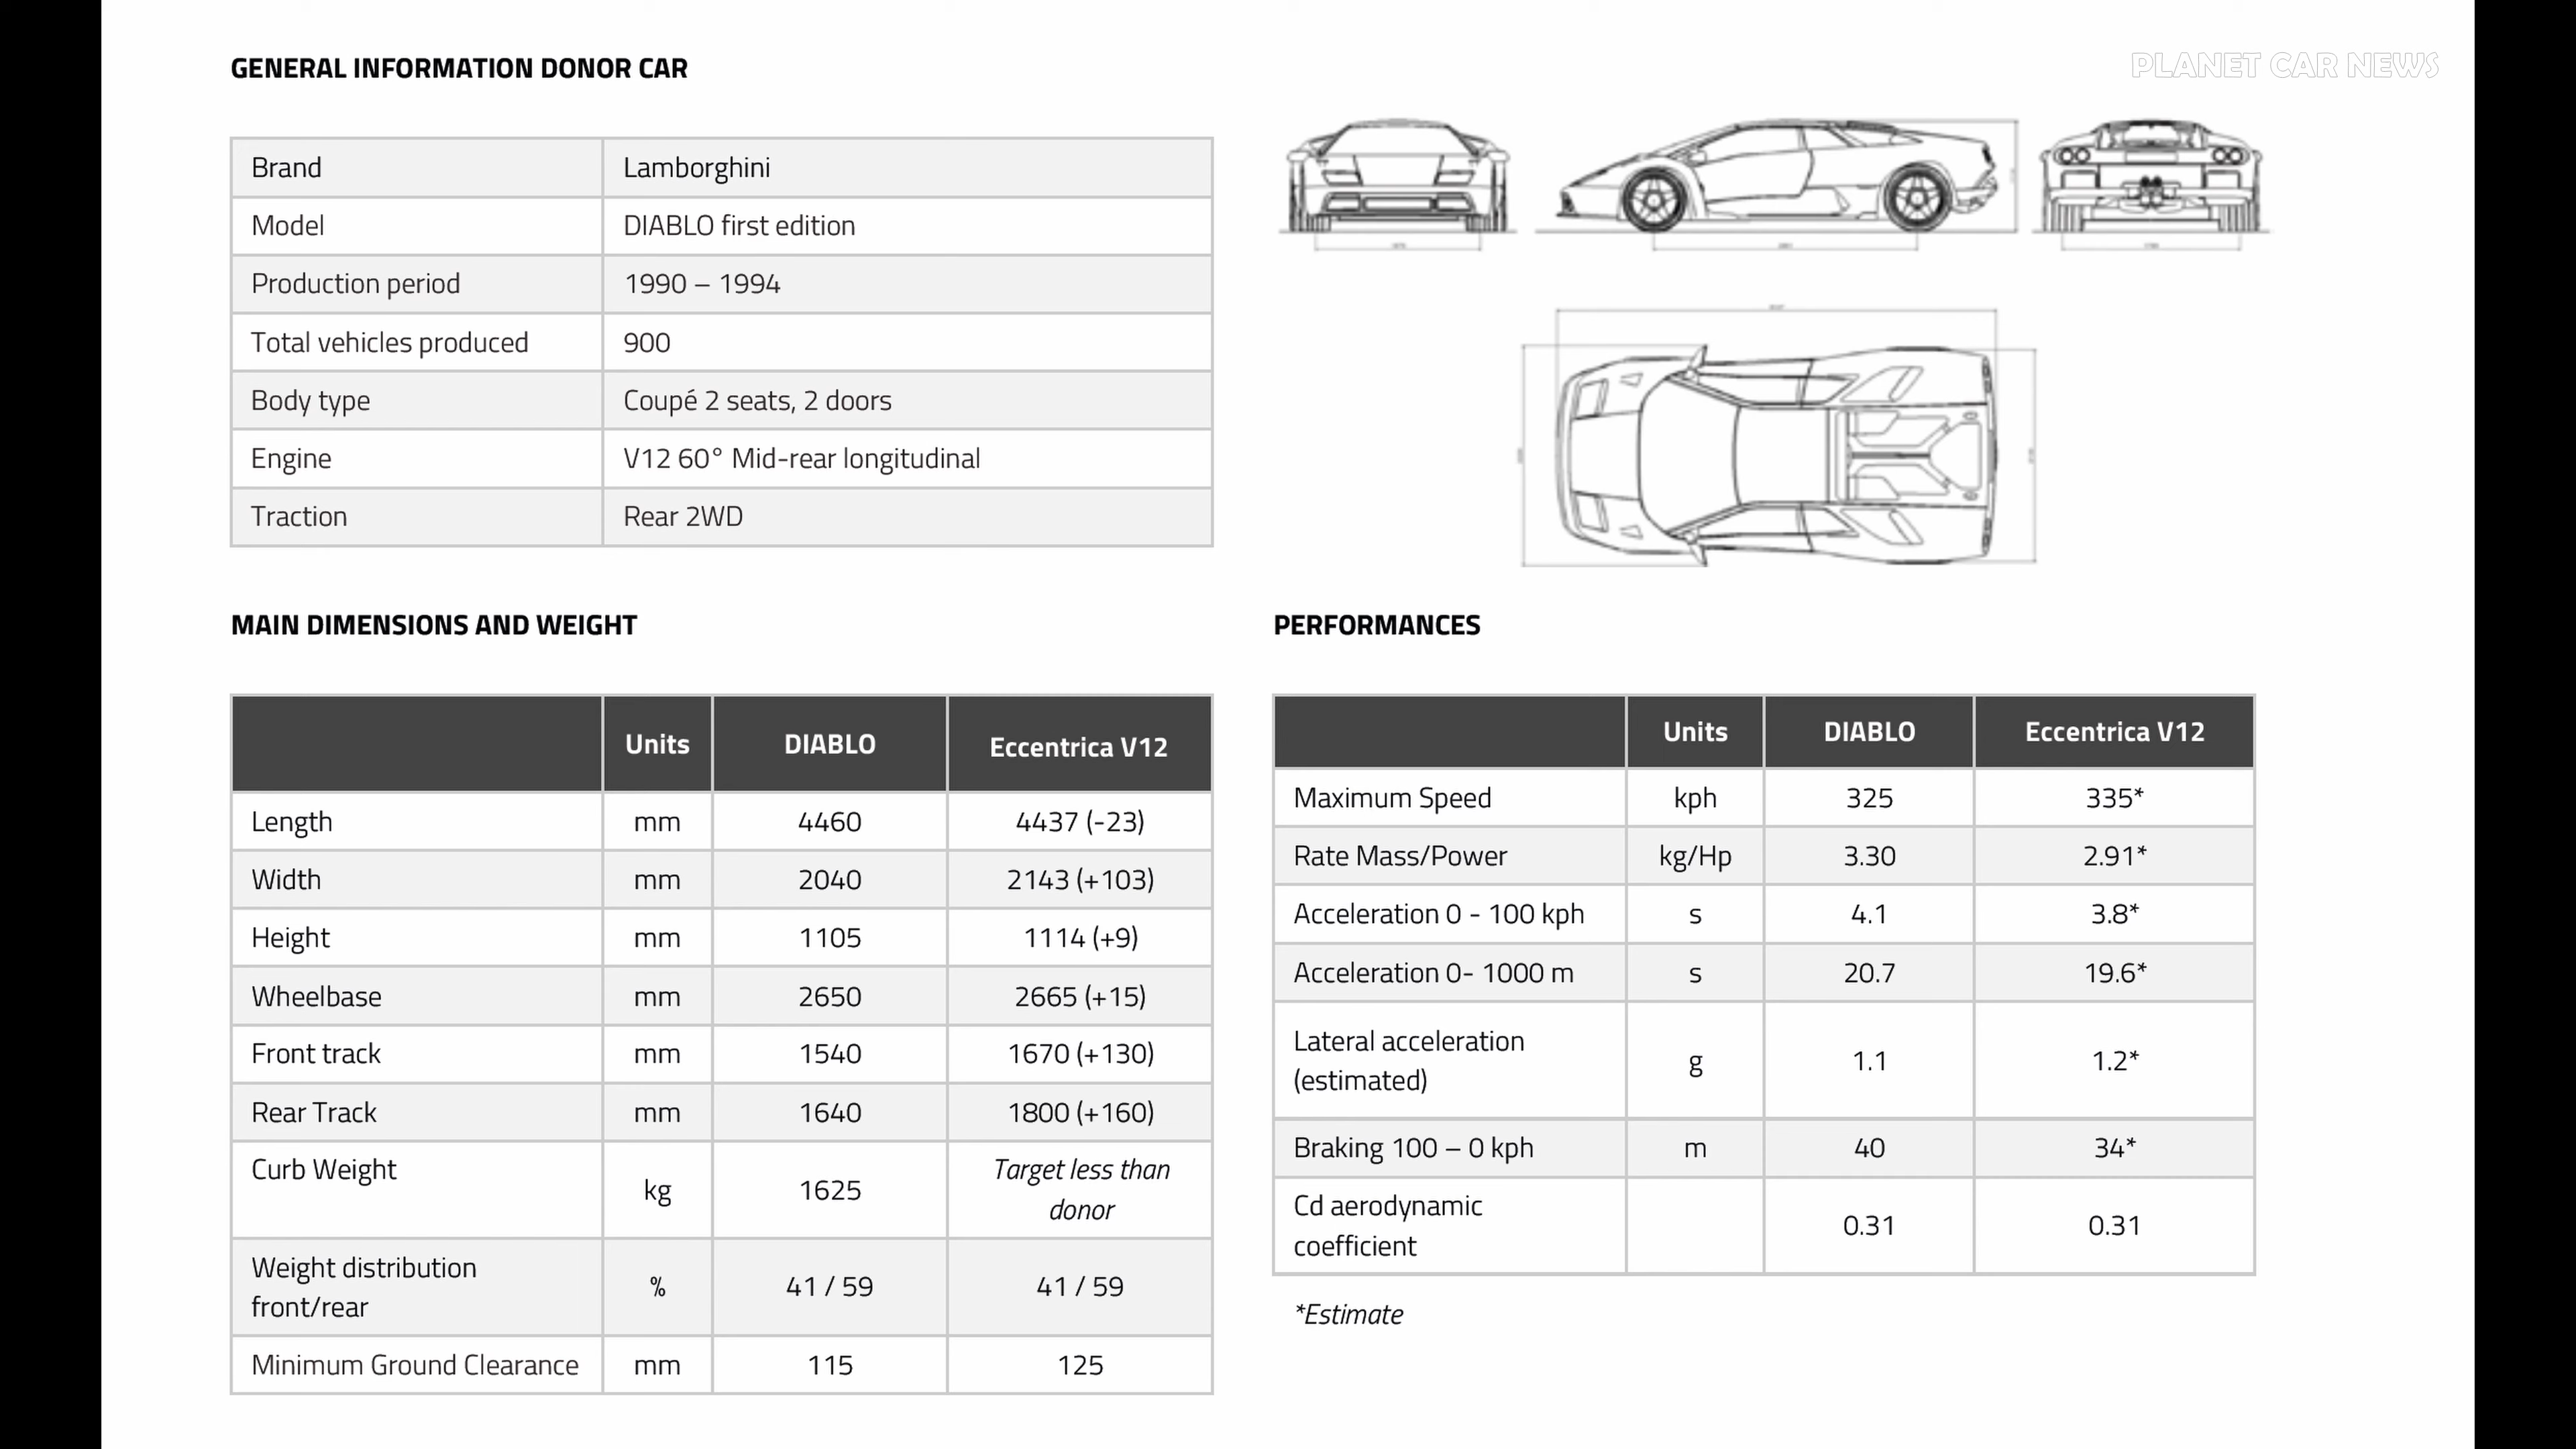 PLANET CAR NEWS
GENERAL INFORMATION DONOR CAR
Brand Lamborghini
Model DIABLO first edition
Production period 1990 – 1994
Total vehicles produced 900
Body type Coupé 2 seats, 2 doors
Engine V12 60° Mid-rear longitudinal
Traction Rear 2WD
MAIN DIMENSIONS AND WEIGHT
Units DIABLO Eccentrica V12
Length mm 4460 4437 (-23)
Width mm 2040 2143 (+103)
Height mm 1105 1114 (+9)
Wheelbase mm 2650 2665 (+15)
Front track mm 1540 1670 (+130)
Rear Track mm 1640 1800 (+160)
Curb Weight kg 1625 Target less than
donor
Weight distribution
front/rear % 41 / 59 41 / 59
Minimum Ground Clearance mm 115 125
PERFORMANCES
Units DIABLO Eccentrica V12
Maximum Speed kph 325 335*
Rate Mass/Power kg/Hp 3.30 2.91*
Acceleration 0 - 100 kph s 4.1 3.8*
Acceleration 0- 1000 m s 20.7 19.6*
Lateral acceleration
(estimated) g 1.1 1.2*
Braking 100 – 0 kph m 40 34*
Cd aerodynamic
coefficient 0.31 0.31
*Estimate